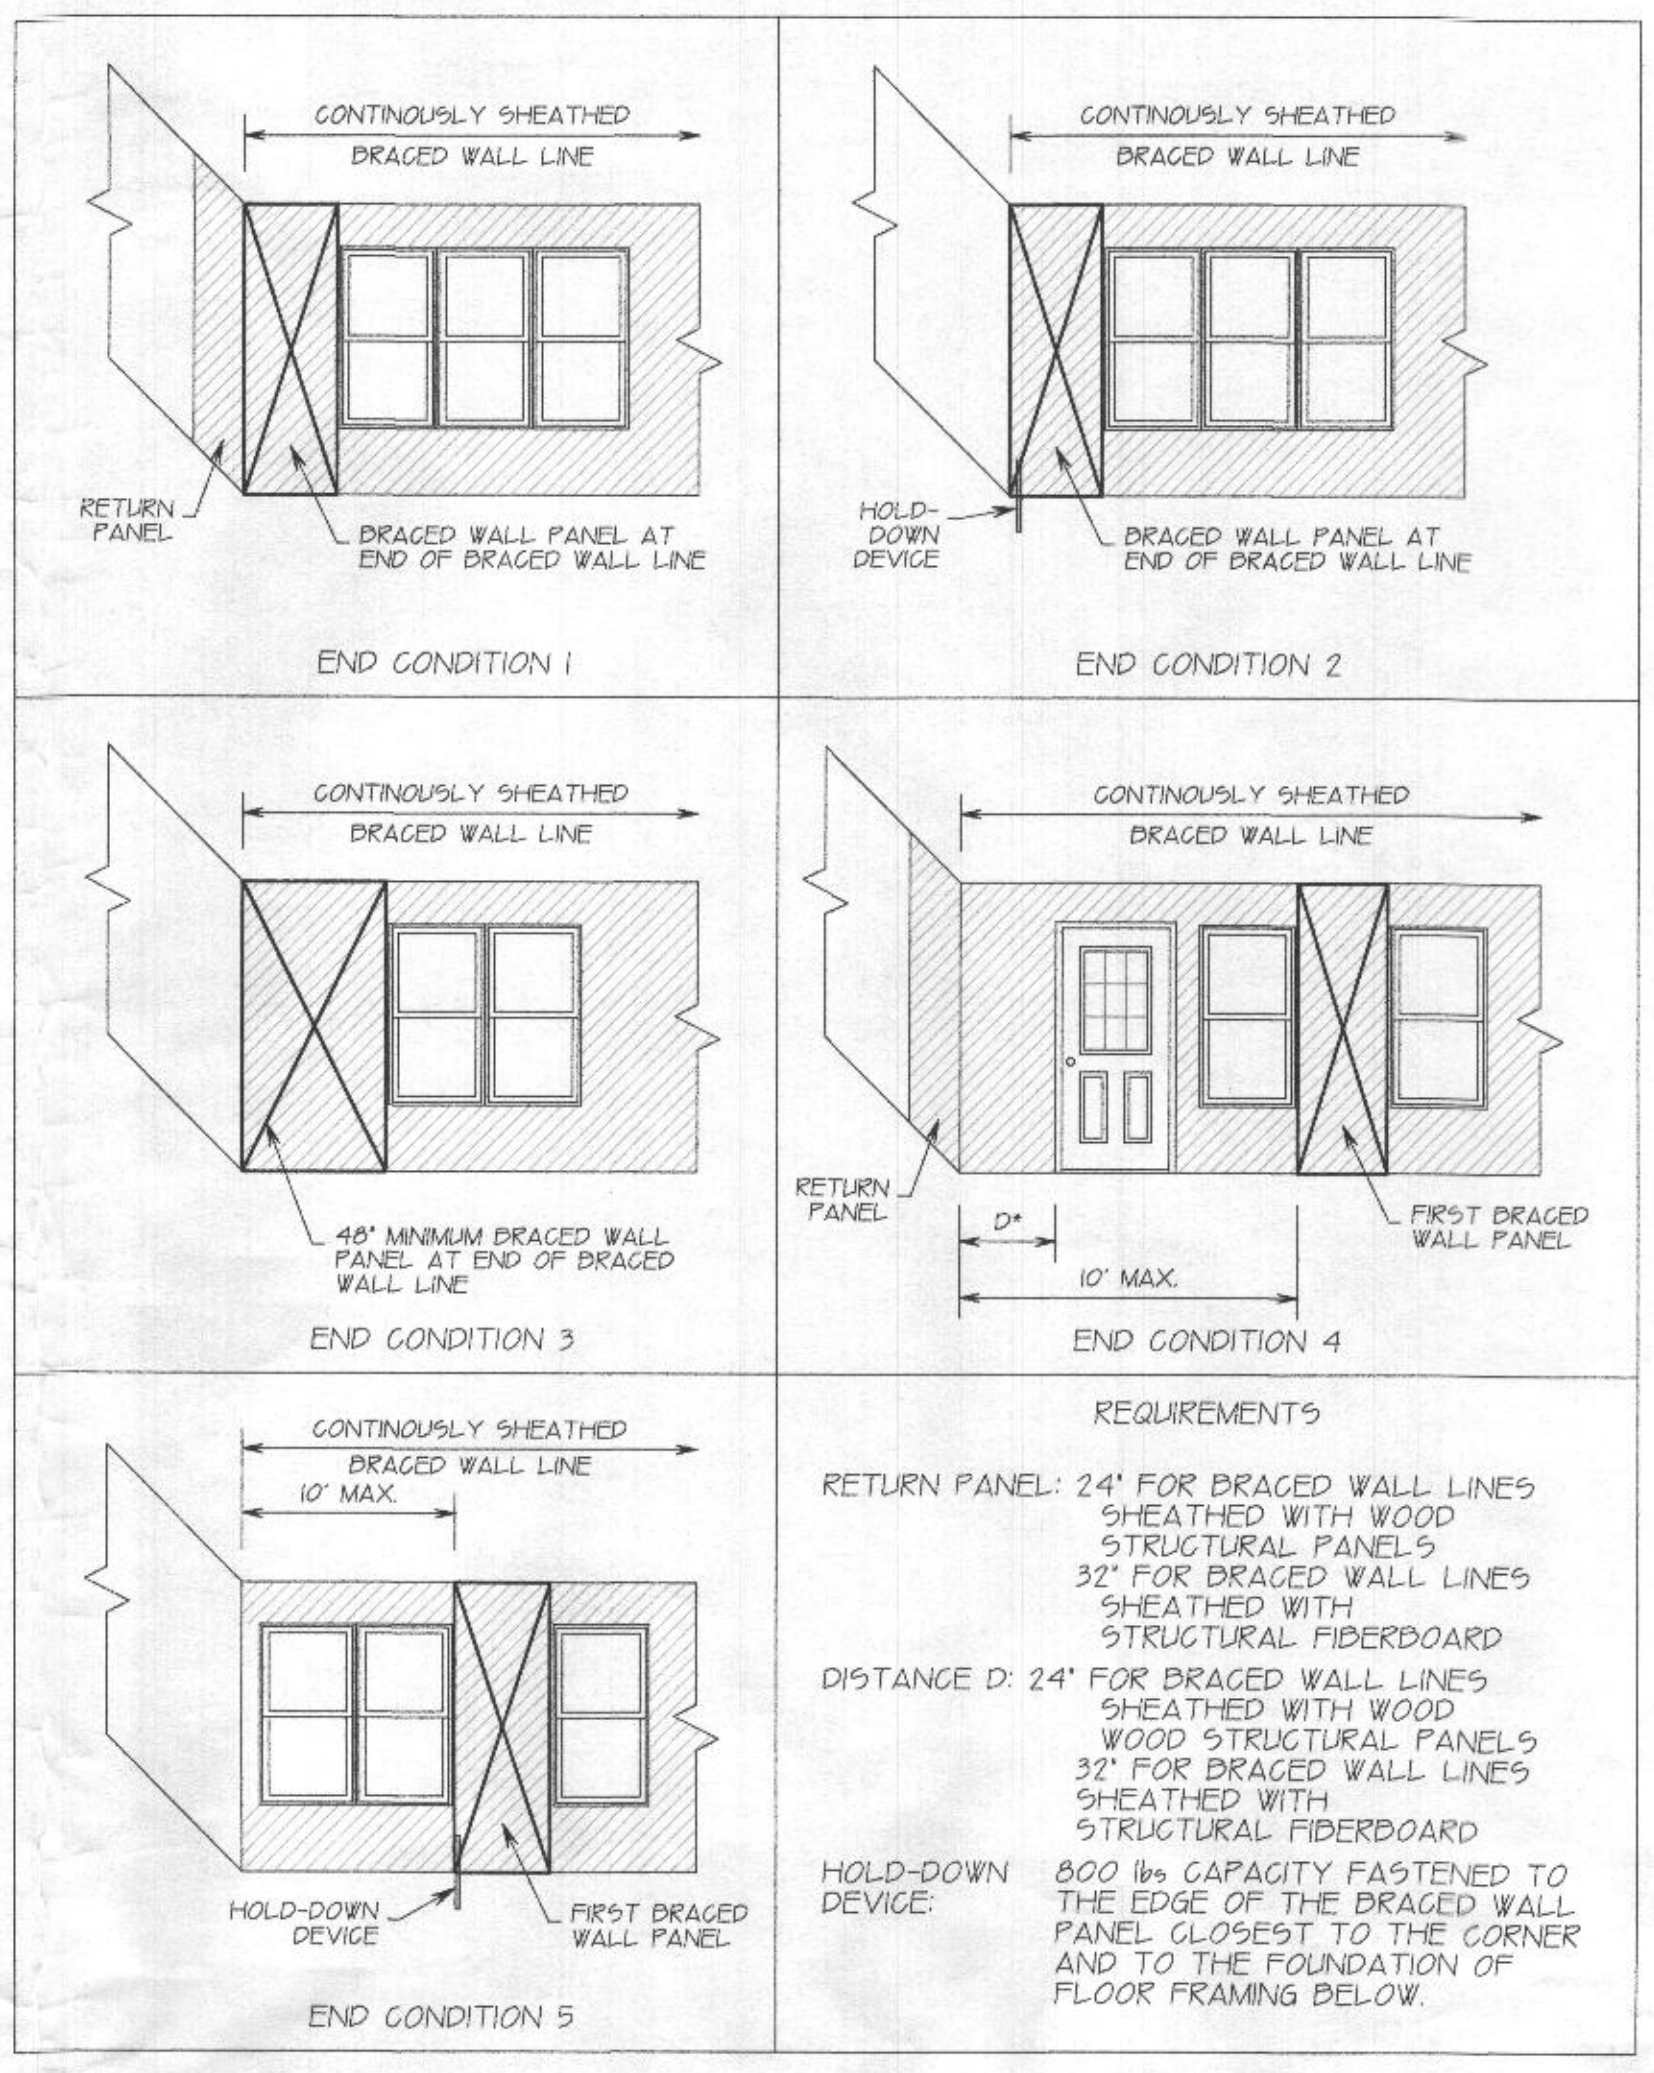 CONTINOUSLY SHEATHED
BRACED WALL LINE
RETURN
PANEL
BRACED WALL PANEL AT
END OF BRACED WALL LINE
END CONDITION 1
CONTINOUSLY SHEATHED
BRACED WALL LINE
HOLD-
DOWN
DEVICE
BRACED WALL PANEL AT
END OF BRACED WALL LINE
END CONDITION 2
CONTINOUSLY SHEATHED
BRACED WALL LINE
48" MINIMUM BRACED WALL
PANEL AT END OF BRACED
WALL LINE
END CONDITION 3
CONTINOUSLY SHEATHED
BRACED WALL LINE
RETURN
PANEL
D*
10' MAX.
FIRST BRACED
WALL PANEL
END CONDITION 4
CONTINOUSLY SHEATHED
BRACED WALL LINE
10' MAX.
HOLD-DOWN
DEVICE
FIRST BRACED
WALL PANEL
END CONDITION 5
REQUIREMENTS
RETURN PANEL: 24" FOR BRACED WALL LINES
SHEATHED WITH WOOD
STRUCTURAL PANELS
32" FOR BRACED WALL LINES
SHEATHED WITH
STRUCTURAL FIBERBOARD
DISTANCE D: 24" FOR BRACED WALL LINES
SHEATHED WITH WOOD
WOOD STRUCTURAL PANELS
32" FOR BRACED WALL LINES
SHEATHED WITH
STRUCTURAL FIBERBOARD
HOLD-DOWN 800 lbs CAPACITY FASTENED TO
DEVICE: THE EDGE OF THE BRACED WALL
PANEL CLOSEST TO THE CORNER
AND TO THE FOUNDATION OF
FLOOR FRAMING BELOW.